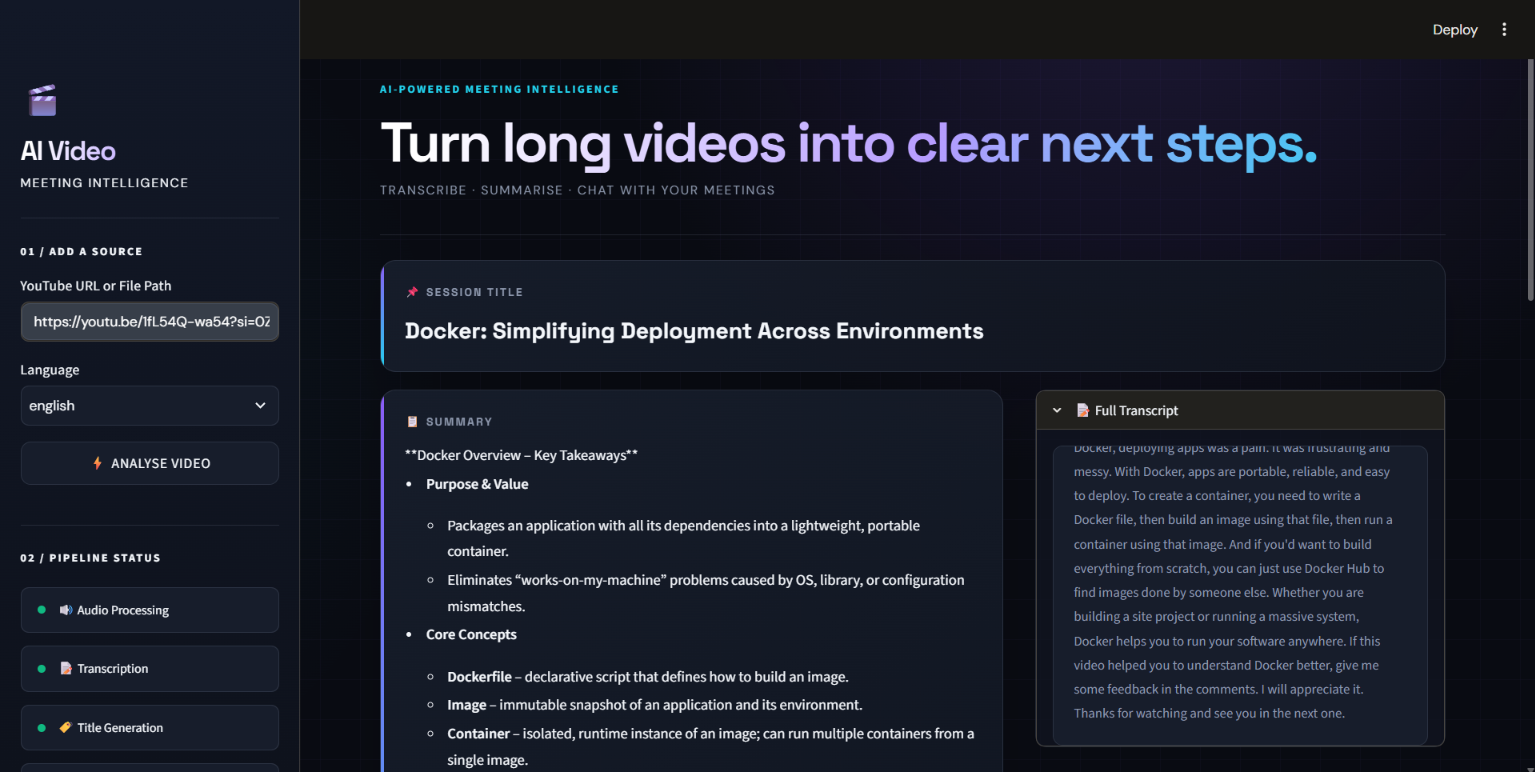 Deploy
AI Video
MEETING INTELLIGENCE
01 / ADD A SOURCE
YouTube URL or File Path
https://youtu.be/1fL54Q-wa54?si=OZ
Language
english
ANALYSE VIDEO
02 / PIPELINE STATUS
Audio Processing
Transcription
Title Generation
AI-POWERED MEETING INTELLIGENCE
Turn long videos into clear next steps.
TRANSCRIBE · SUMMARISE · CHAT WITH YOUR MEETINGS
SESSION TITLE
Docker: Simplifying Deployment Across Environments
SUMMARY
**Docker Overview – Key Takeaways**
• Purpose & Value
○ Packages an application with all its dependencies into a lightweight, portable
container.
○ Eliminates “works-on-my-machine” problems caused by OS, library, or configuration
mismatches.
• Core Concepts
○ Dockerfile – declarative script that defines how to build an image.
○ Image – immutable snapshot of an application and its environment.
○ Container – isolated, runtime instance of an image; can run multiple containers from a
single image.
Full Transcript
Docker, deploying apps was a pain. It was frustrating and
messy. With Docker, apps are portable, reliable, and easy
to deploy. To create a container, you need to write a
Docker file, then build an image using that file, then run a
container using that image. And if you'd want to build
everything from scratch, you can just use Docker Hub to
find images done by someone else. Whether you are
building a site project or running a massive system,
Docker helps you to run your software anywhere. If this
video helped you to understand Docker better, give me
some feedback in the comments. I will appreciate it.
Thanks for watching and see you in the next one.